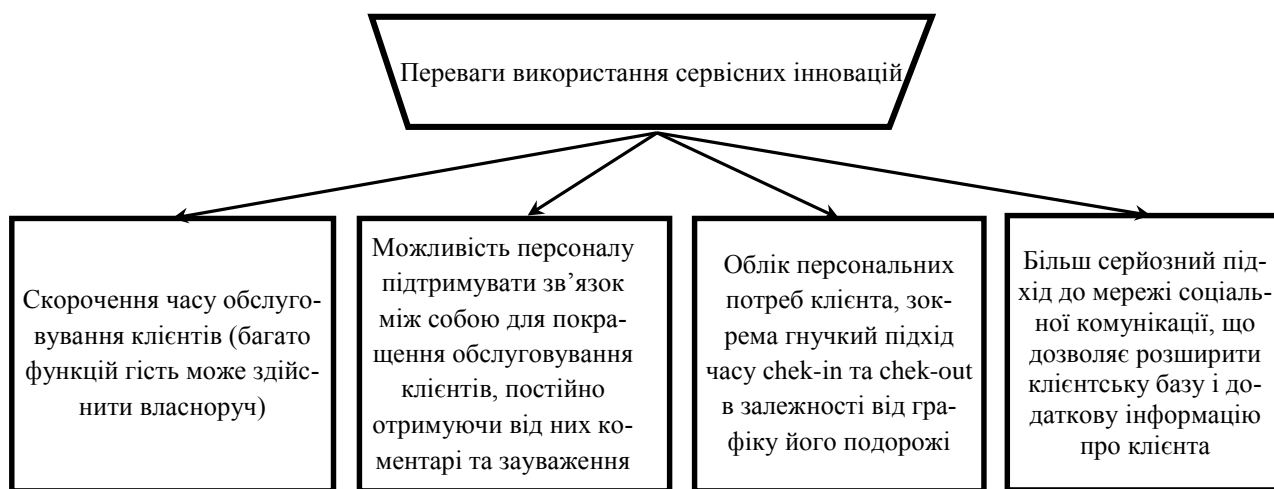 Переваги використання сервісних інновацій
Скорочення часу обслуго-
вування клієнтів (багато
функцій гість може здійс-
нити власноруч)
Можливість персоналу
підтримувати зв’язок
між собою для покра-
щення обслуговування
клієнтів, постійно
отримуючи від них ко-
ментарі та зауваження
Облік персональних
потреб клієнта, зок-
рема гнучкий підхід
часу chek-in та chek-out
в залежності від гра-
фіку його подорожі
Більш серйозний під-
хід до мережі соціаль-
ної комунікації, що
дозволяє розширити
клієнтську базу і до-
даткову інформацію
про клієнта